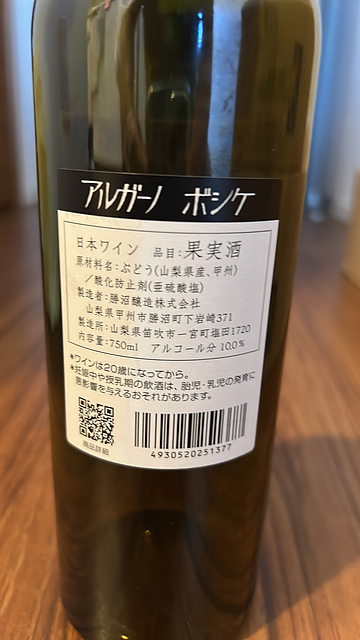 アルガーノ ボシケ
日本ワイン 品目:果実酒
原材料名:ぶどう(山梨県産、甲州)
/酸化防止剤(亜硫酸塩)
製造者:勝沼醸造株式会社
山梨県甲州市勝沼町下岩崎371
製造所:山梨県笛吹市一宮町塩田1720
内容量:750ml アルコール分 10.0%
*ワインは20歳になってから。
*妊娠中や授乳期の飲酒は、胎児・乳児の発育に
悪影響を与えるおそれがあります。
商品詳細
4930520251377